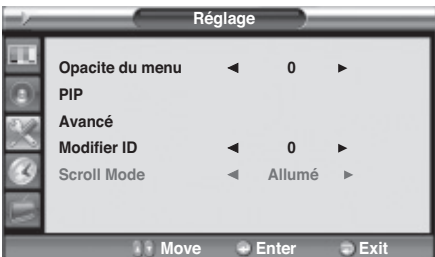 Réglage
Opacite du menu ◄ 0 ►
PIP
Avancé
Modifier ID ◄ 0 ►
Scroll Mode ◄ Allumé ►
Move Enter Exit